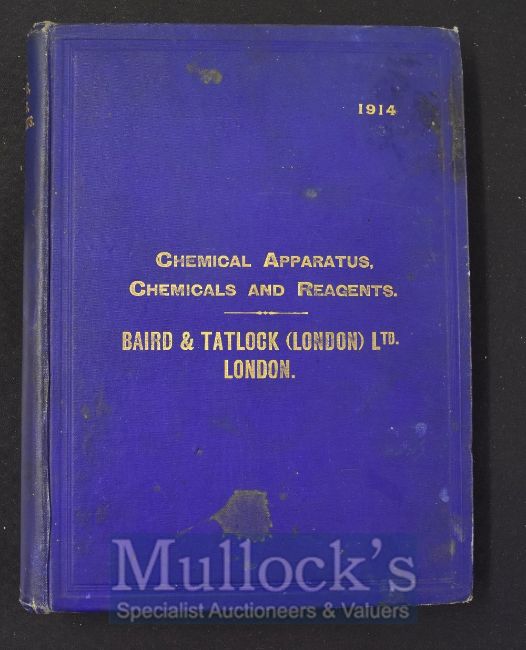 1914
CHEMICAL APPARATUS,
CHEMICALS AND REAGENTS.
BAIRD & TATLOCK (LONDON) LTD.
LONDON.
Mullock's
Specialist Auctioneers & Valuers